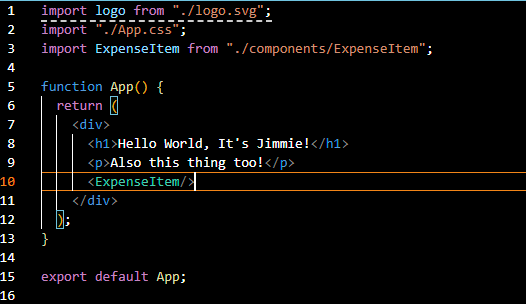 1 import logo from "./logo.svg";
2 import "./App.css";
3 import ExpenseItem from "./components/ExpenseItem";
4
5 function App() {
6   return (
7     <div>
8       <h1>Hello World, It's Jimmie!</h1>
9       <p>Also this thing too!</p>
10       <ExpenseItem/>
11     </div>
12   );
13 }
14
15 export default App;
16